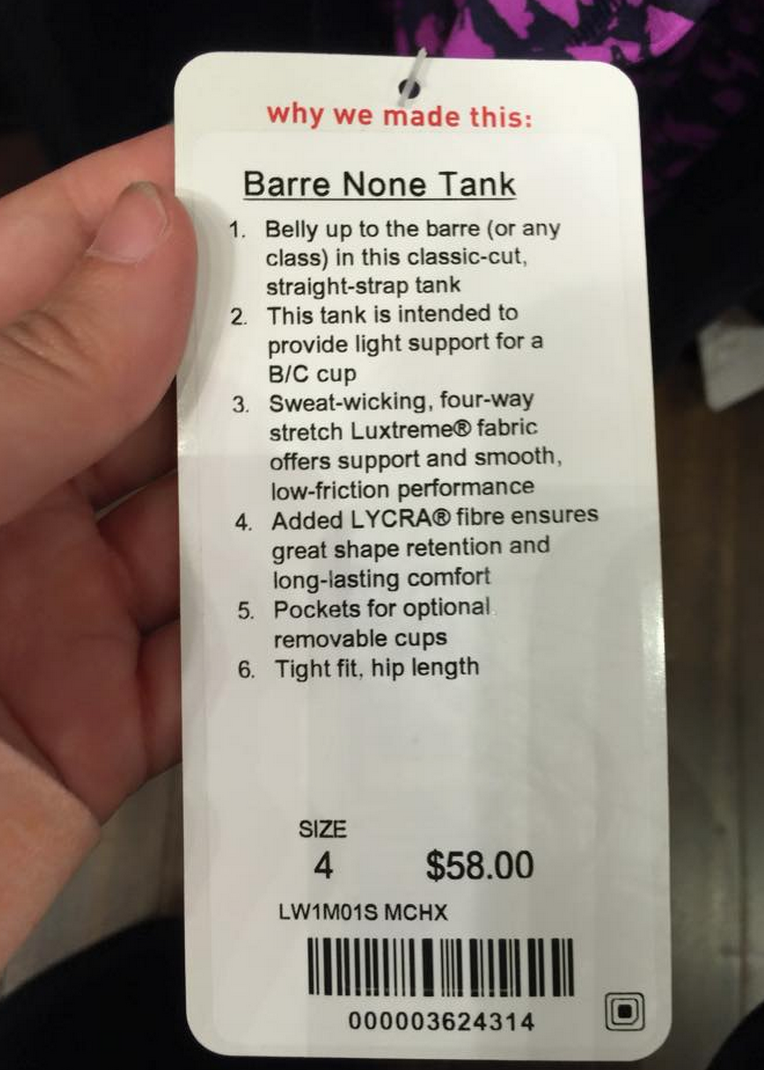 why we made this:
Barre None Tank
1. Belly up to the barre (or any
class) in this classic-cut,
straight-strap tank
2. This tank is intended to
provide light support for a
B/C cup
3. Sweat-wicking, four-way
stretch Luxtreme® fabric
offers support and smooth,
low-friction performance
4. Added LYCRA® fibre ensures
great shape retention and
long-lasting comfort
5. Pockets for optional
removable cups
6. Tight fit, hip length
SIZE
4 $58.00
LW1M01S MCHX
000003624314